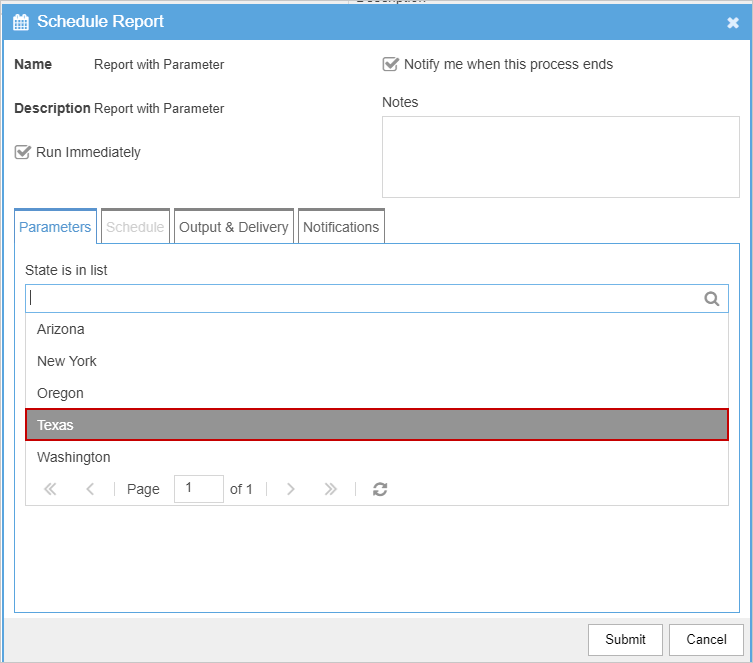 Schedule Report
Name Report with Parameter
Notify me when this process ends
Description Report with Parameter
Notes
Run Immediately
Parameters Schedule Output & Delivery Notifications
State is in list
Arizona
New York
Oregon
Texas
Washington
Page 1 of 1
Submit Cancel